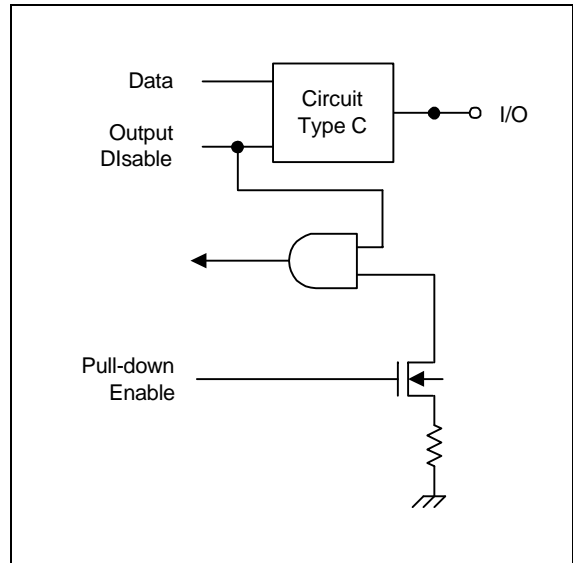 Data
Circuit
Type C
I/O
Output
DIsable
Pull-down
Enable